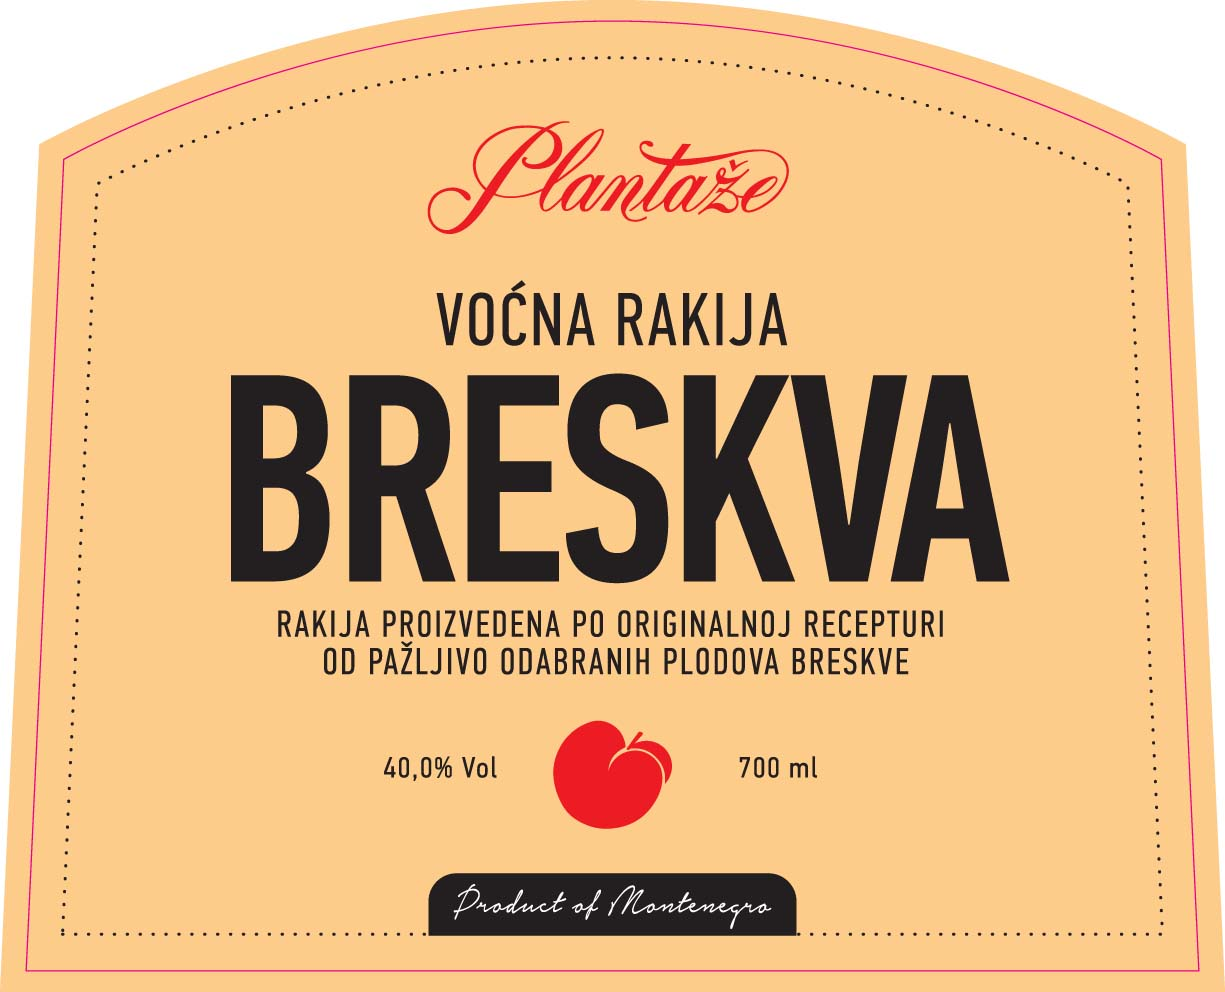 Plantaže
VOĆNA RAKIJA
BRESKVA
RAKIJA PROIZVEDENA PO ORIGINALNOJ RECEPTURI
OD PAŽLJIVO ODABRANIH PLODOVA BRESKVE
40,0% Vol 700 ml
Product of Montenegro